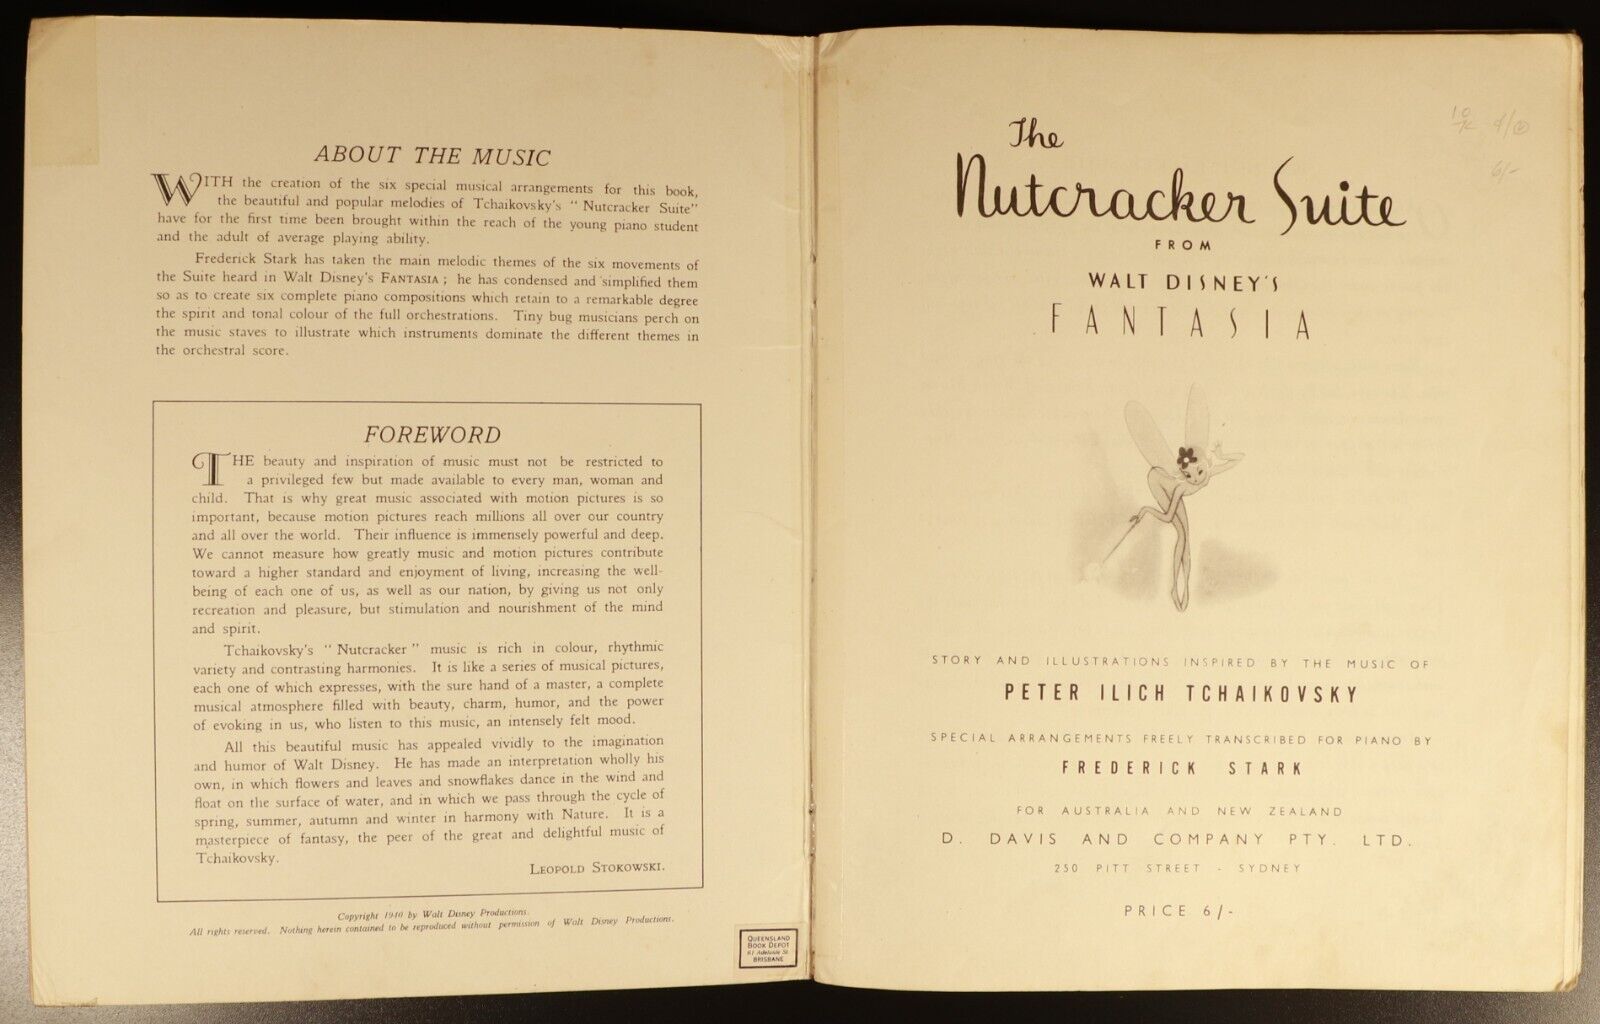 ABOUT THE MUSIC
WITH the creation of the six special musical arrangements for this book,
the beautiful and popular melodies of Tchaikovsky's "Nutcracker Suite"
have for the first time been brought within the reach of the young piano student
and the adult of average playing ability.
Frederick Stark has taken the main melodic themes of the six movements of
the Suite heard in Walt Disney's FANTASIA; he has condensed and simplified them
so as to create six complete piano compositions which retain to a remarkable degree
the spirit and tonal colour of the full orchestrations. Tiny bug musicians perch on
the music staves to illustrate which instruments dominate the different themes in
the orchestral score.
FOREWORD
THE beauty and inspiration of music must not be restricted to
a privileged few but made available to every man, woman and
child. That is why great music associated with motion pictures is so
important, because motion pictures reach millions all over our country
and all over the world. Their influence is immensely powerful and deep.
We cannot measure how greatly music and motion pictures contribute
toward a higher standard and enjoyment of living, increasing the well-
being of each one of us, as well as our nation, by giving us not only
recreation and pleasure, but stimulation and nourishment of the mind
and spirit.
Tchaikovsky's "Nutcracker" music is rich in colour, rhythmic
variety and contrasting harmonies. It is like a series of musical pictures,
each one of which expresses, with the sure hand of a master, a complete
musical atmosphere filled with beauty, charm, humor, and the power
of evoking in us, who listen to this music, an intensely felt mood.
All this beautiful music has appealed vividly to the imagination
and humor of Walt Disney. He has made an interpretation wholly his
own, in which flowers and leaves and snowflakes dance in the wind and
float on the surface of water, and in which we pass through the cycle of
spring, summer, autumn and winter in harmony with Nature. It is a
masterpiece of fantasy, the peer of the great and delightful music of
Tchaikovsky.
LEOPOLD STOKOWSKI.
Copyright 1940 by Walt Disney Productions.
All rights reserved. Nothing herein contained to be reproduced without permission of Walt Disney Productions.
QUEENSLAND
BOOK DEPOT
61 Adelaide St.
BRISBANE
The
Nutcracker Suite
FROM
WALT DISNEY'S
FANTASIA
6/-
STORY AND ILLUSTRATIONS INSPIRED BY THE MUSIC OF
PETER ILICH TCHAIKOVSKY
SPECIAL ARRANGEMENTS FREELY TRANSCRIBED FOR PIANO BY
FREDERICK STARK
FOR AUSTRALIA AND NEW ZEALAND
D. DAVIS AND COMPANY PTY. LTD.
250 PITT STREET - SYDNEY
PRICE 6/-